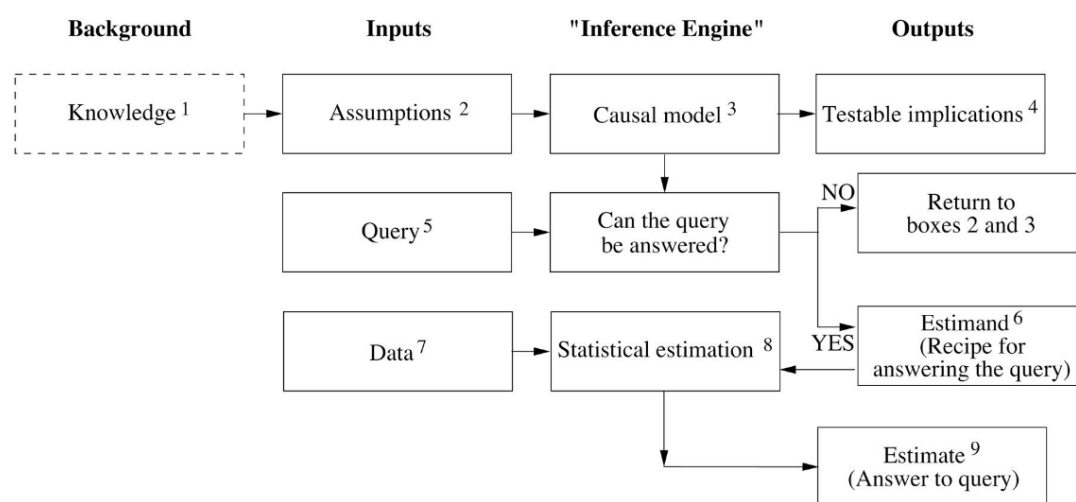 Background Inputs "Inference Engine" Outputs
Knowledge 1
Assumptions 2
Causal model 3
Testable implications 4
Query 5
Can the query
be answered?
NO
Return to
boxes 2 and 3
YES
Estimand 6
(Recipe for
answering the query)
Data 7
Statistical estimation 8
Estimate 9
(Answer to query)